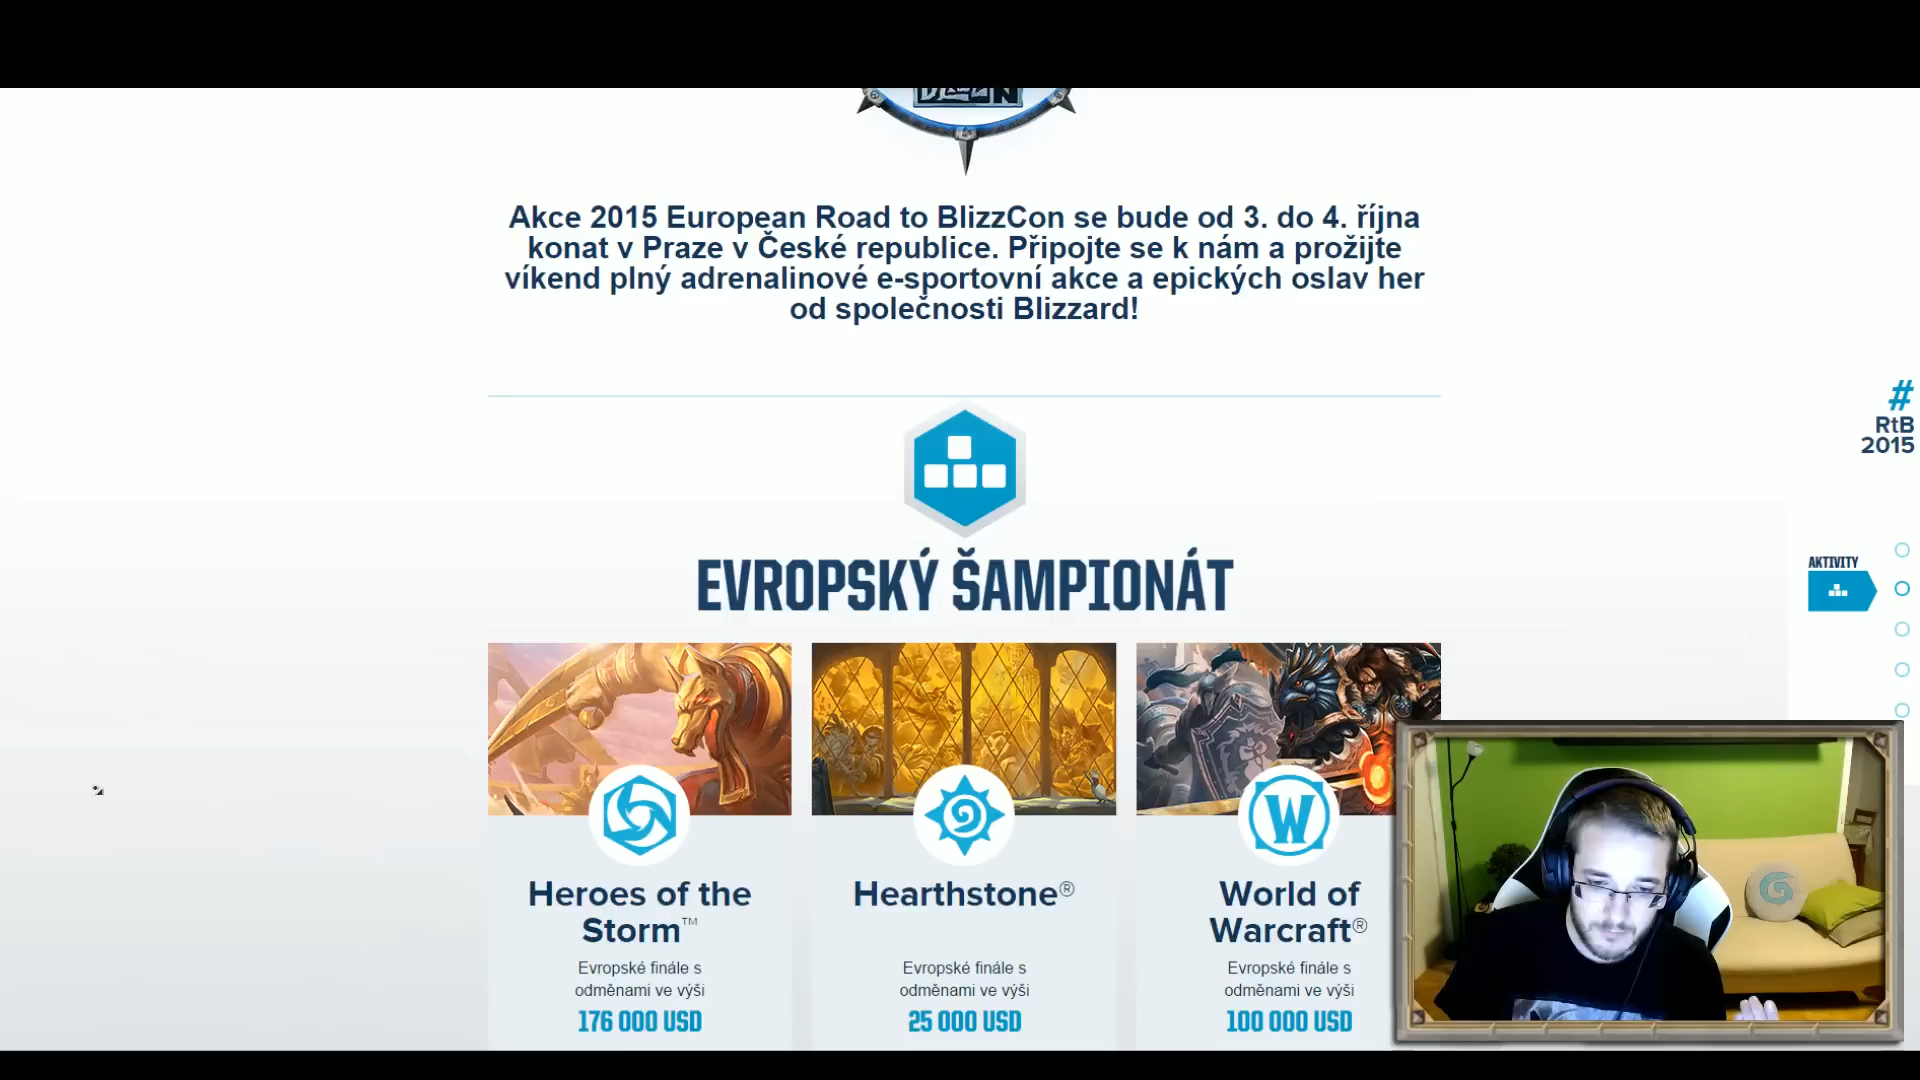 Akce 2015 European Road to BlizzCon se bude od 3. do 4. října
konat v Praze v České republice. Připojte se k nám a prožijte
víkend plný adrenalinové e-sportovní akce a epických oslav her
od společnosti Blizzard!
#
RtB
2015
AKTIVITY
EVROPSKÝ ŠAMPIONÁT
Heroes of the
Storm™
Evropské finále s
odměnami ve výši
176 000 USD
Hearthstone®
Evropské finále s
odměnami ve výši
25 000 USD
W
World of
Warcraft®
Evropské finále s
odměnami ve výši
100 000 USD